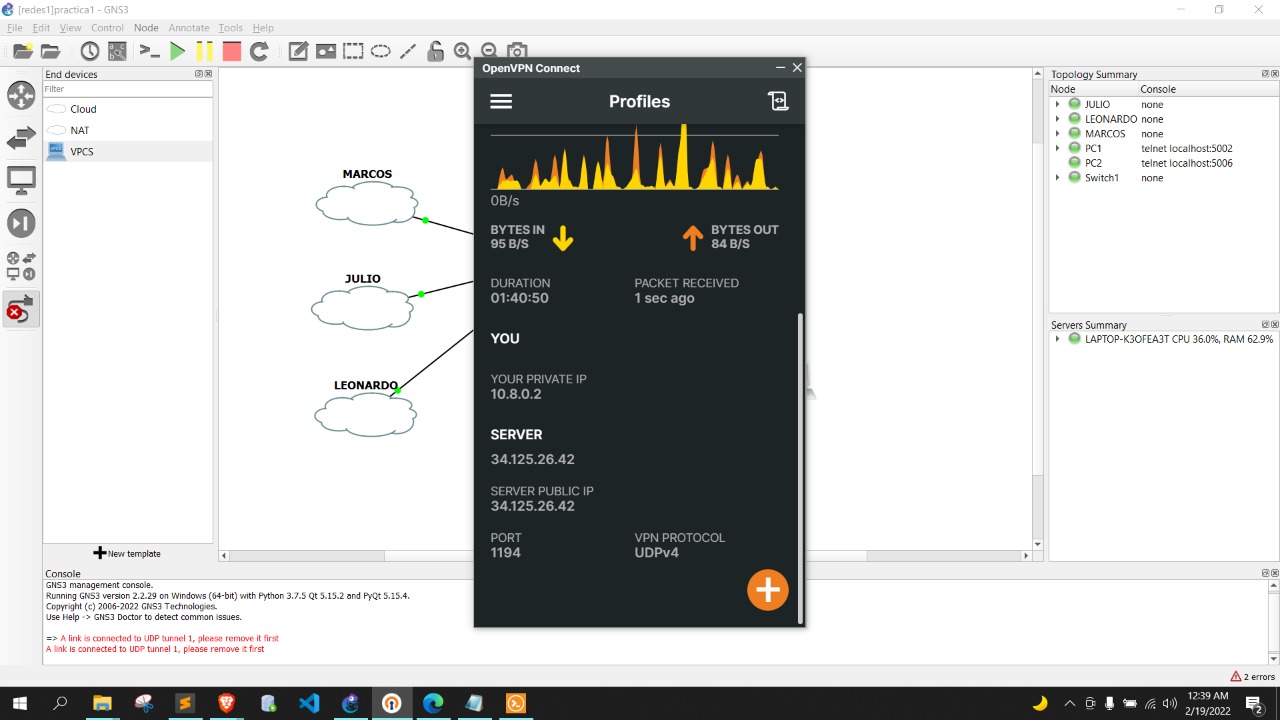 [redes1]practica1 - GNS3
File Edit View Control Node Annotate Tools Help
End devices
Filter
Cloud
NAT
VPCS
New template
MARCOS
JULIO
LEONARDO
OpenVPN Connect
Profiles
0B/s
BYTES IN
95 B/S
BYTES OUT
84 B/S
DURATION
01:40:50
PACKET RECEIVED
1 sec ago
YOU
YOUR PRIVATE IP
10.8.0.2
SERVER
34.125.26.42
SERVER PUBLIC IP
34.125.26.42
PORT
1194
VPN PROTOCOL
UDPv4
Topology Summary
Node Console
JULIO none
LEONARDO none
MARCOS none
PC1 telnet localhost:5002
PC2 telnet localhost:5006
Switch1 none
Servers Summary
LAPTOP-K3OFEA3T CPU 36.0%, RAM 62.9%
Console
GNS3 management console.
Running GNS3 version 2.2.29 on Windows (64-bit) with Python 3.7.5 Qt 5.15.2 and PyQt 5.15.4.
Copyright (c) 2006-2022 GNS3 Technologies.
Use Help -> GNS3 Doctor to detect common issues.
=> A link is connected to UDP tunnel 1, please remove it first
A link is connected to UDP tunnel 1, please remove it first
2 errors
12:39 AM
2/19/2022
2